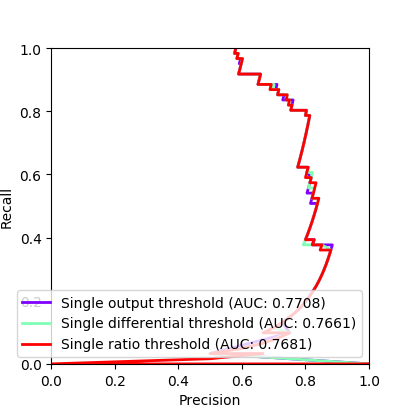 1.0
0.8
0.6
0.4
0.2
0.0
Recall
Single output threshold (AUC: 0.7708)
Single differential threshold (AUC: 0.7661)
Single ratio threshold (AUC: 0.7681)
0.0 0.2 0.4 0.6 0.8 1.0
Precision